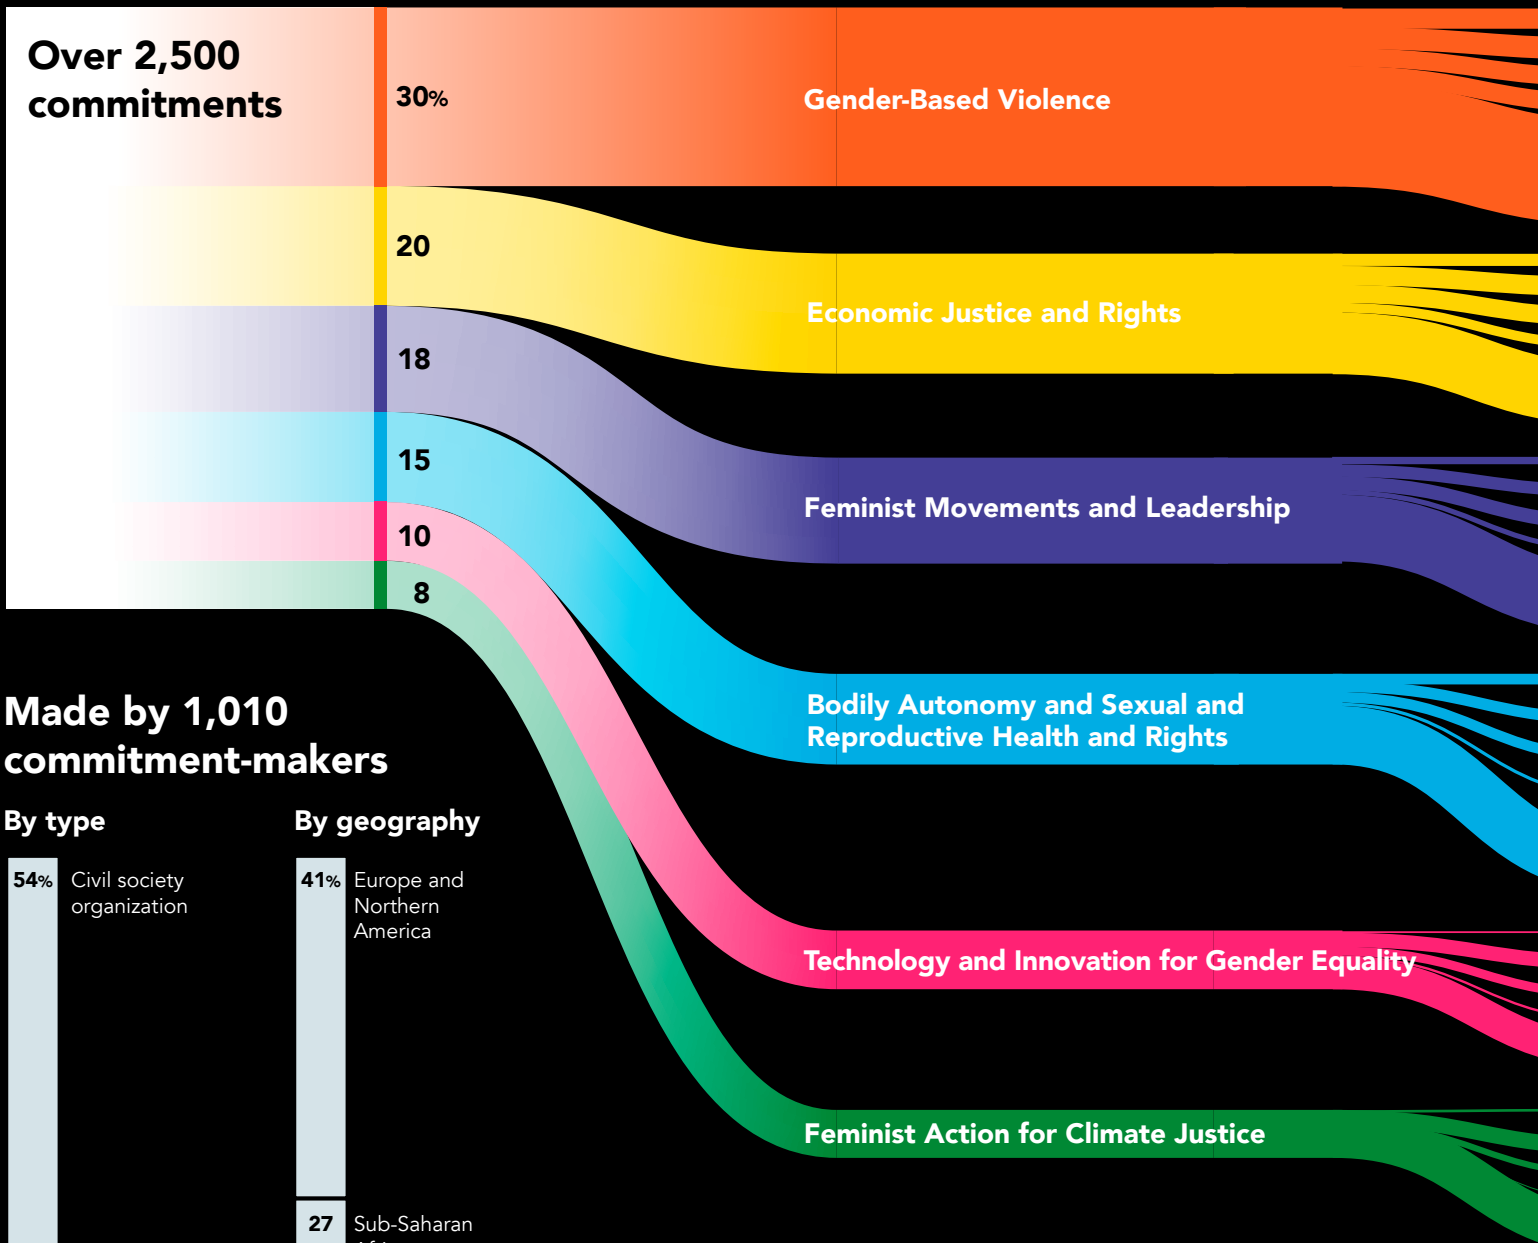 Over 2,500
commitments
30%
Gender-Based Violence
20
Economic Justice and Rights
18
15
Feminist Movements and Leadership
10
8
Made by 1,010
commitment-makers
Bodily Autonomy and Sexual and
Reproductive Health and Rights
By type
By geography
54%
Civil society
organization
41%
Europe and
Northern
America
Technology and Innovation for Gender Equality
Feminist Action for Climate Justice
27
Sub-Saharan